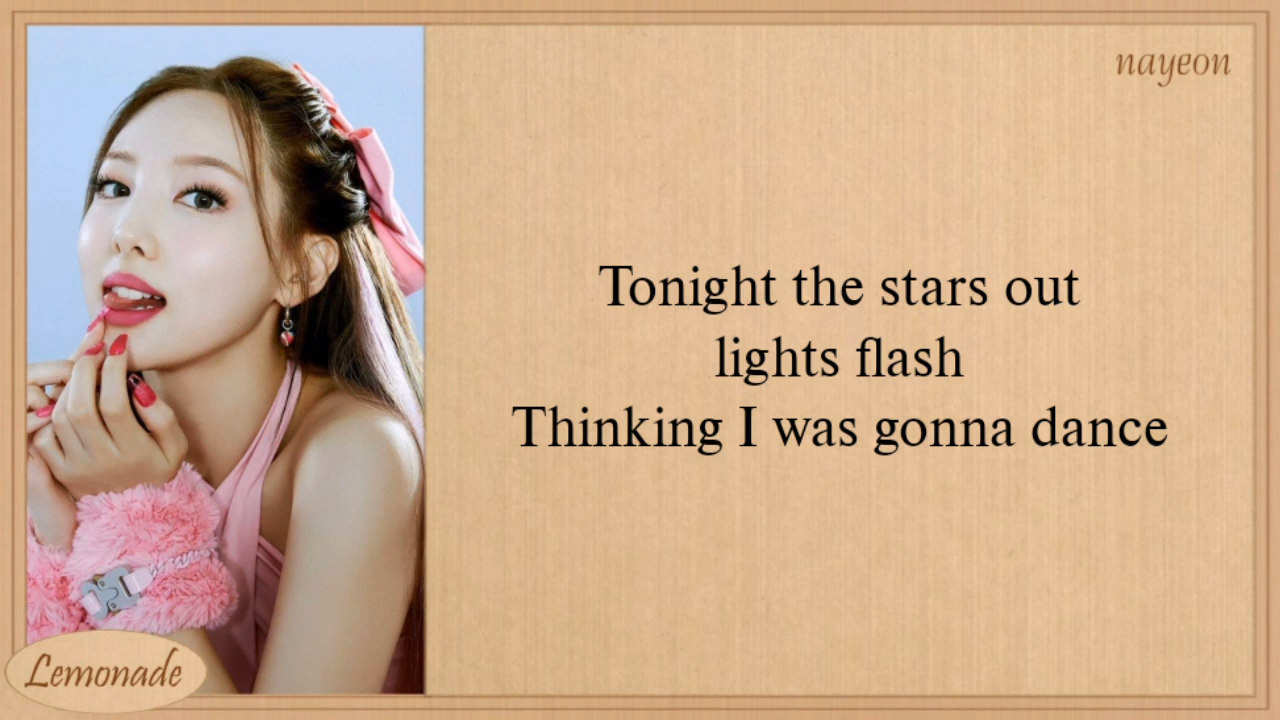 nayeon
Tonight the stars out
lights flash
Thinking I was gonna dance
Lemonade